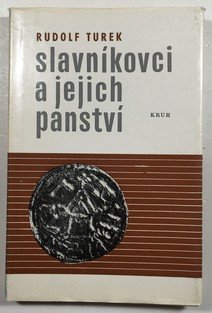 RUDOLF TUREK
slavníkovci
a jejich
panství
KRUH